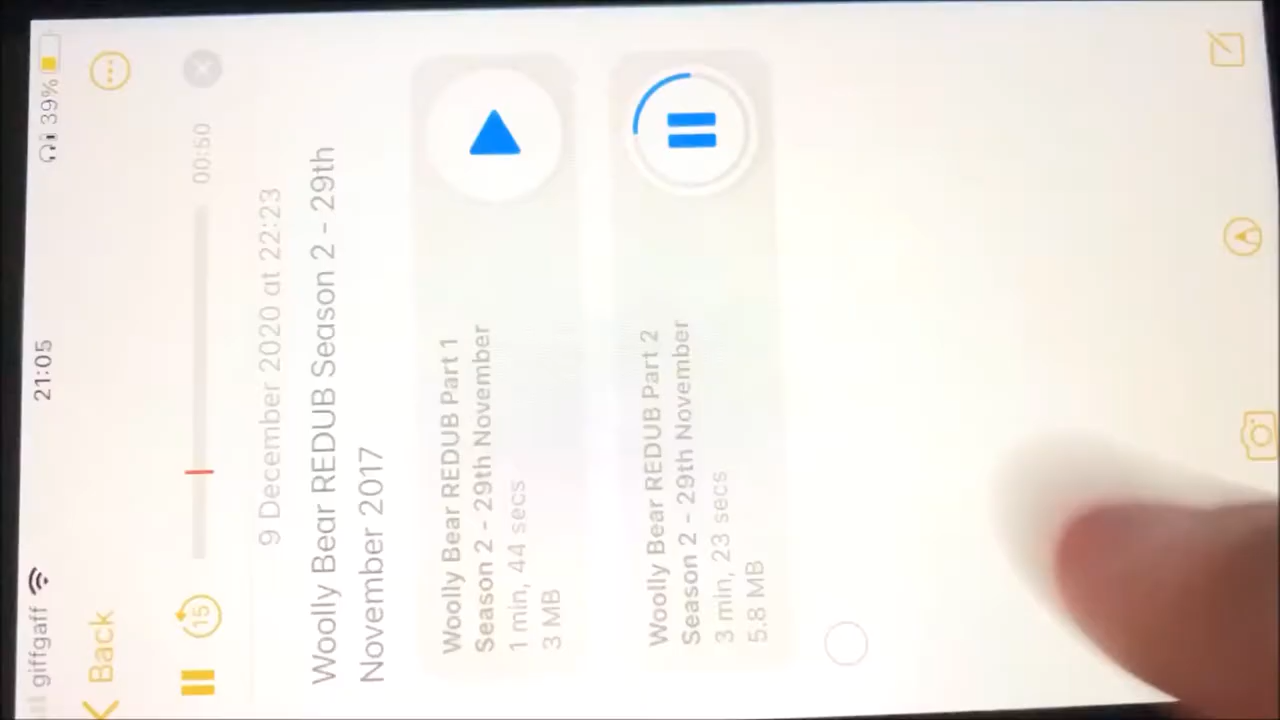 giffgaff
21:05
39%
Back
15
00:50
9 December 2020 at 22:23
Woolly Bear REDUB Season 2 - 29th
November 2017
Woolly Bear REDUB Part 1
Season 2 - 29th November
1 min, 44 secs
3 MB
Woolly Bear REDUB Part 2
Season 2 - 29th November
3 min, 23 secs
5.8 MB